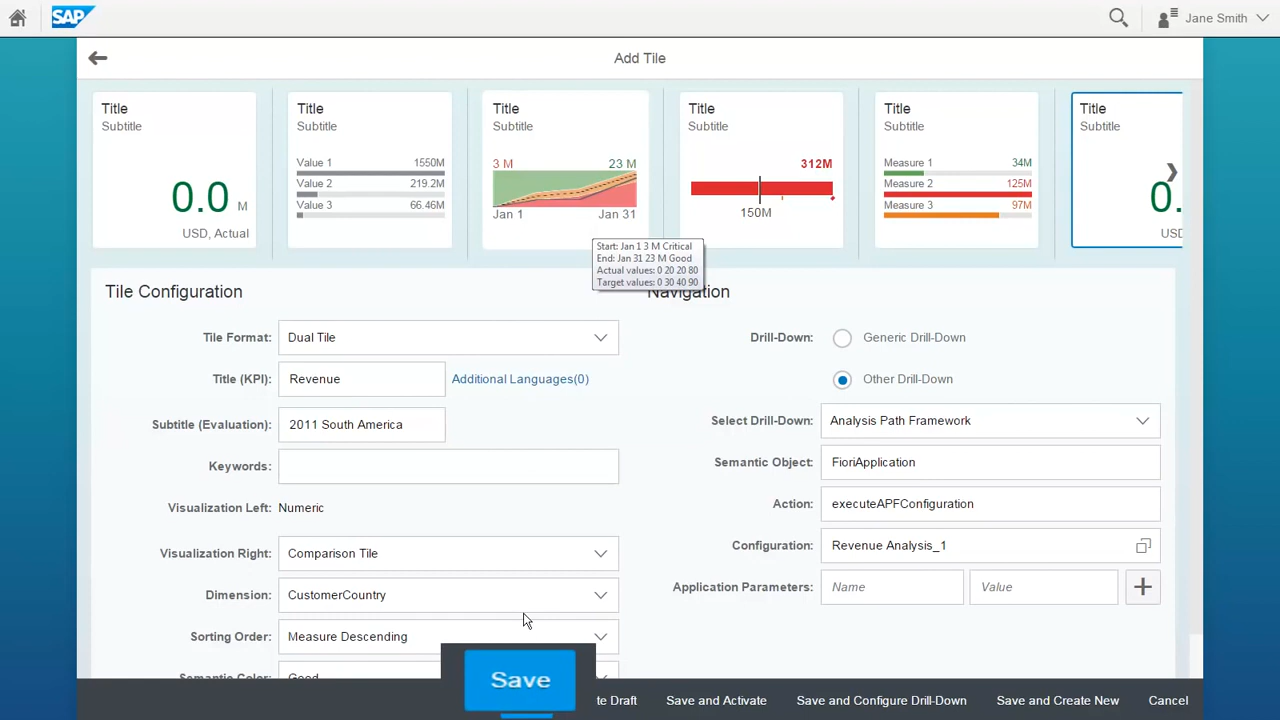 SAP
Jane Smith
Add Tile
Title
Subtitle
0.0 M
USD, Actual
Title
Subtitle
Value 1 1550M
Value 2 219.2M
Value 3 66.46M
Title
Subtitle
3 M 23 M
Jan 1 Jan 31
Title
Subtitle
312M
150M
Title
Subtitle
Measure 1 34M
Measure 2 125M
Measure 3 97M
Title
Subtitle
0.
USD
Start: Jan 1 3 M Critical
End: Jan 31 23 M Good
Actual values: 0 20 20 80
Target values: 0 30 40 90
Tile Configuration
Tile Format: Dual Tile
Title (KPI): Revenue Additional Languages(0)
Subtitle (Evaluation): 2011 South America
Keywords:
Visualization Left: Numeric
Visualization Right: Comparison Tile
Dimension: CustomerCountry
Sorting Order: Measure Descending
Semantic Color: Good
Navigation
Drill-Down: Generic Drill-Down
Other Drill-Down
Select Drill-Down: Analysis Path Framework
Semantic Object: FioriApplication
Action: executeAPFConfiguration
Configuration: Revenue Analysis_1
Application Parameters: Name Value
Save
te Draft Save and Activate Save and Configure Drill-Down Save and Create New Cancel